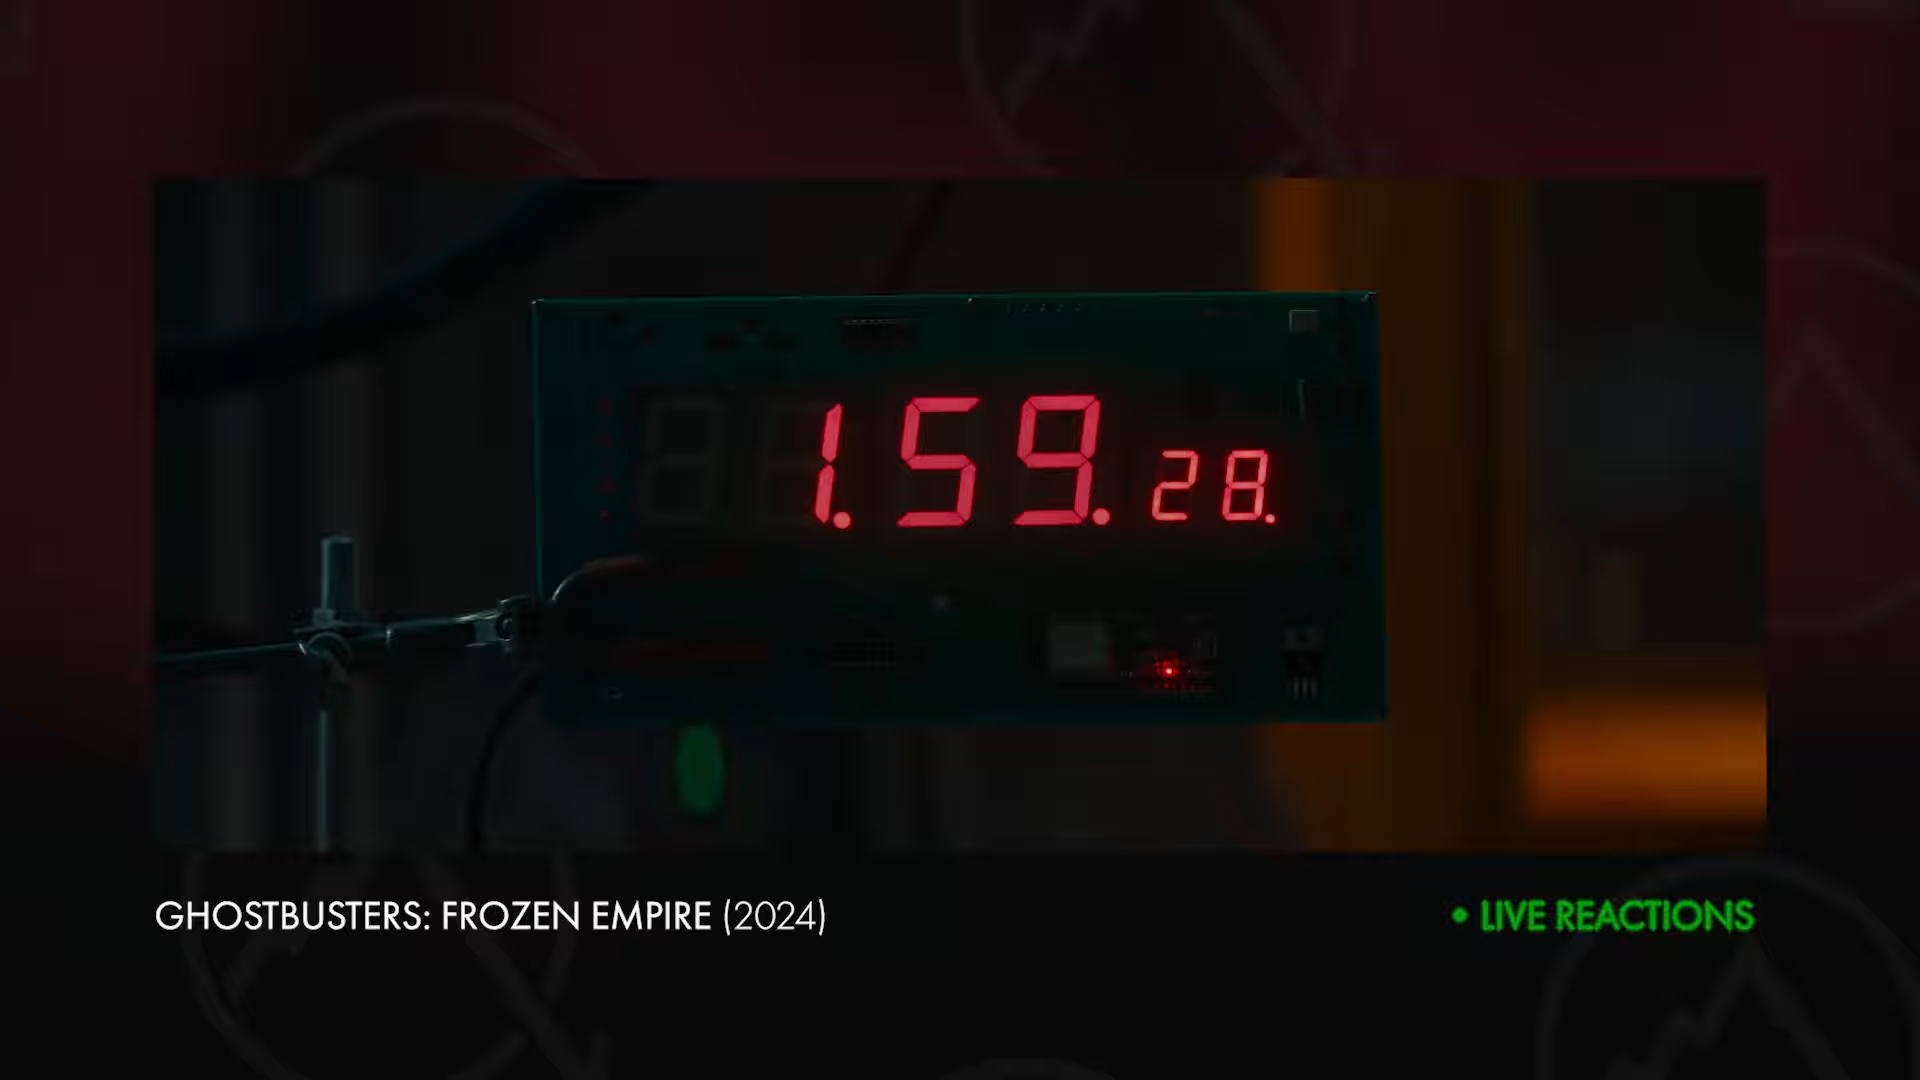 1.59.28.
GHOSTBUSTERS: FROZEN EMPIRE (2024)
• LIVE REACTIONS